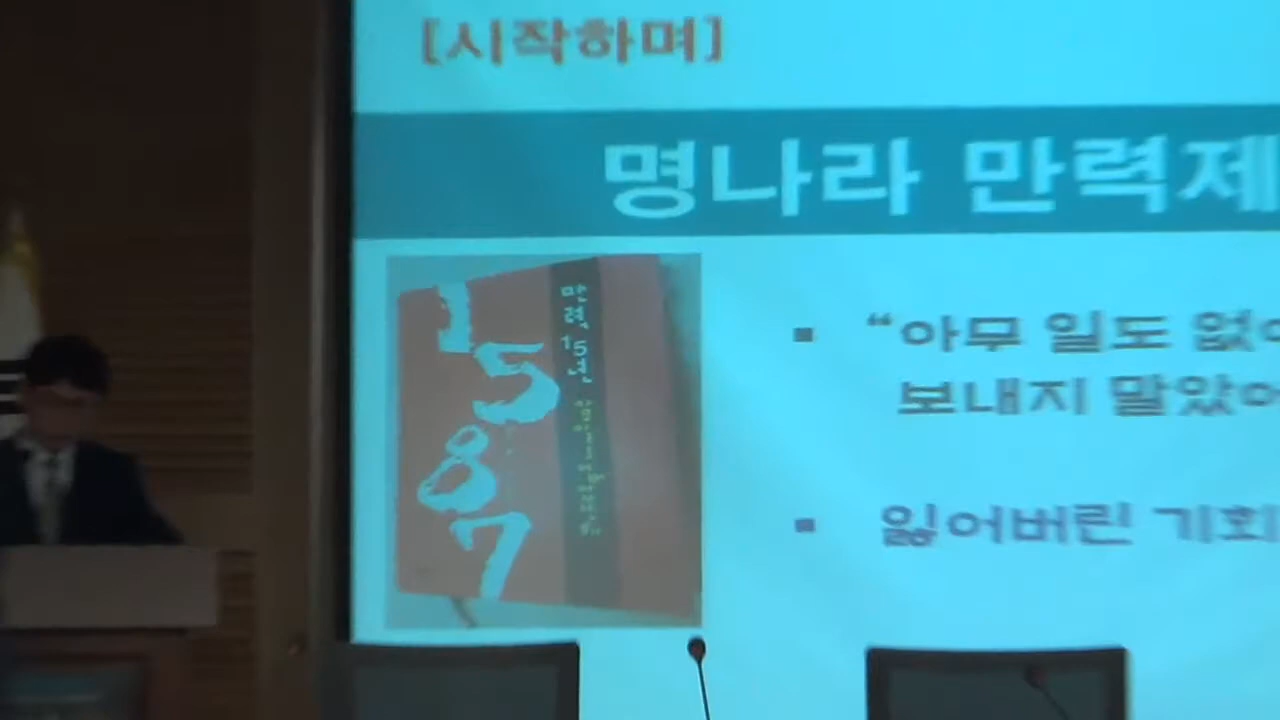 [시작하며]
명나라 만력제
1587
만력 15년
▪ “아무 일도 없
보내지 말았어
▪ 잃어버린 기회